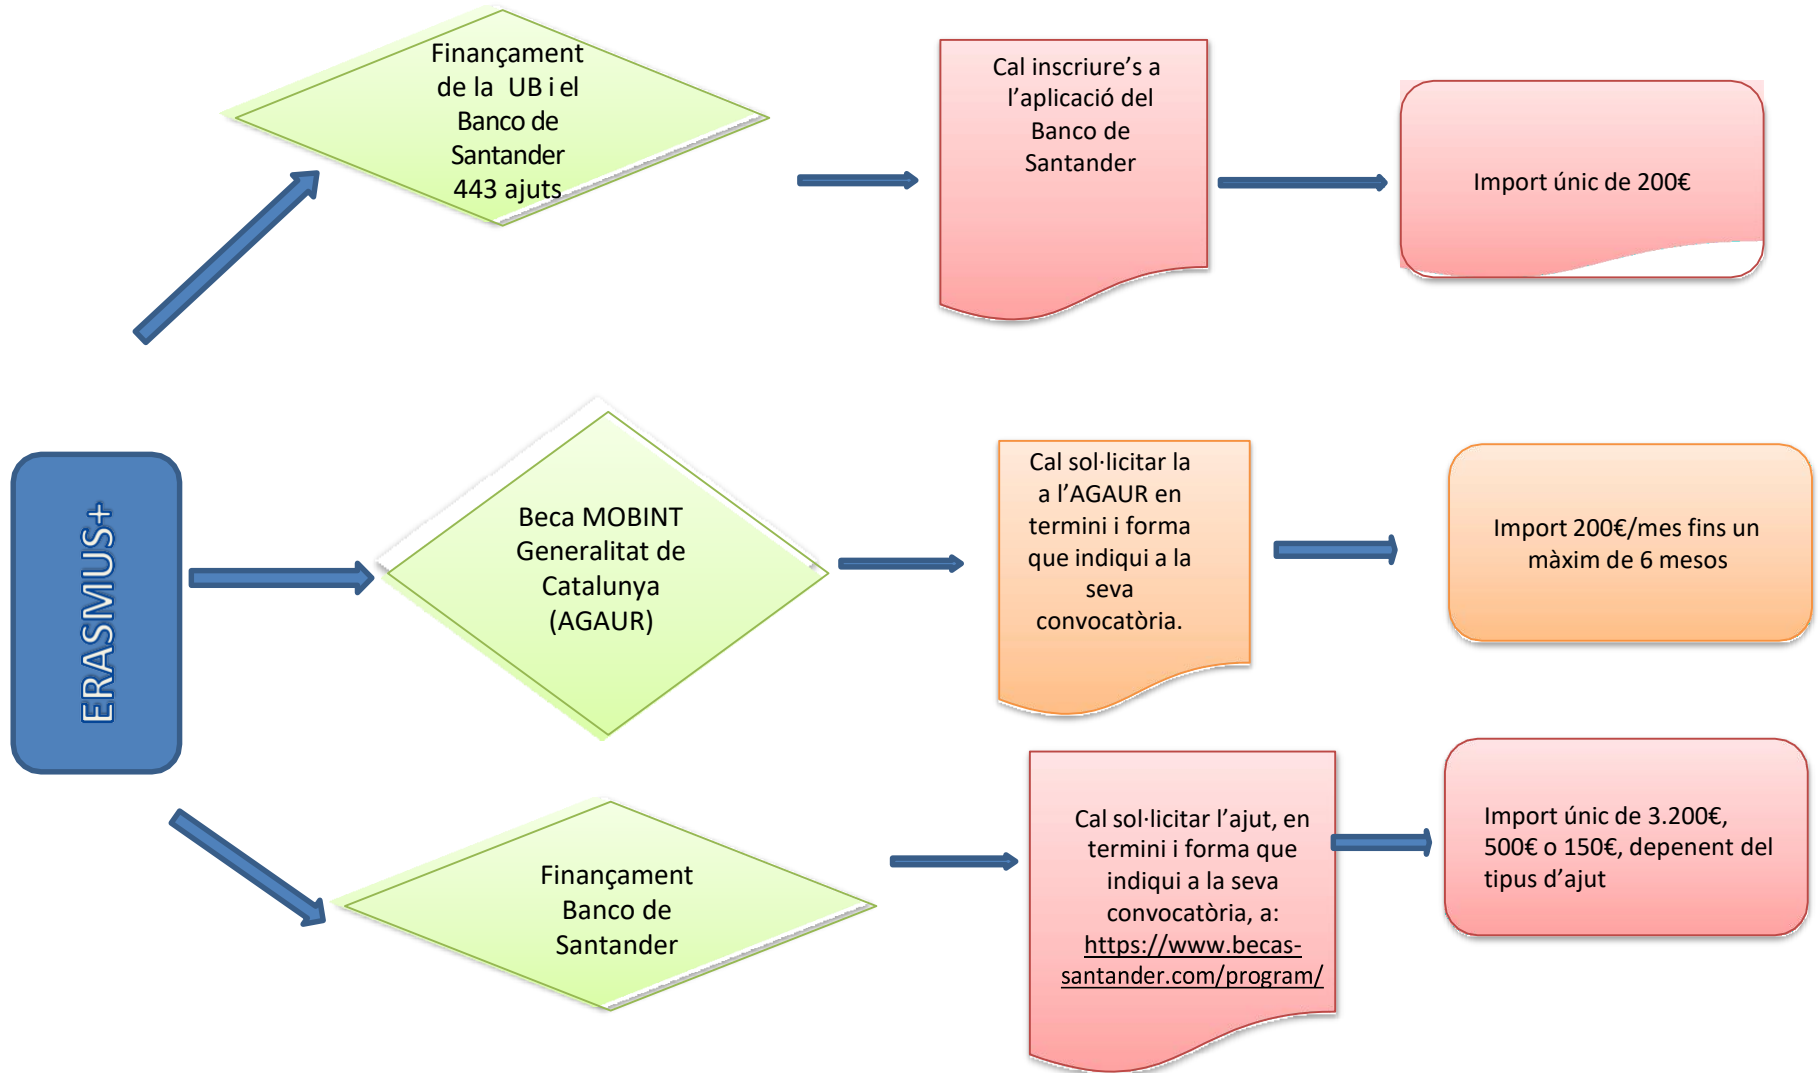 Finançament
de la UB i el
Banco de
Santander
443 ajuts
Cal inscriure's a
l'aplicació del
Banco de
Santander
Import únic de 200€
ERASMUS+
Beca MOBINT
Generalitat de
Catalunya
(AGAUR)
Cal sol·licitar la
a l'AGAUR en
termini i forma
que indiqui a la
seva
convocatòria.
Import 200€/mes fins un
màxim de 6 mesos
Finançament
Banco de
Santander
Cal sol·licitar l'ajut, en
termini i forma que
indiqui a la seva
convocatòria, a:
https://www.becas-
santander.com/program/
Import únic de 3.200€,
500€ o 150€, depenent del
tipus d'ajut